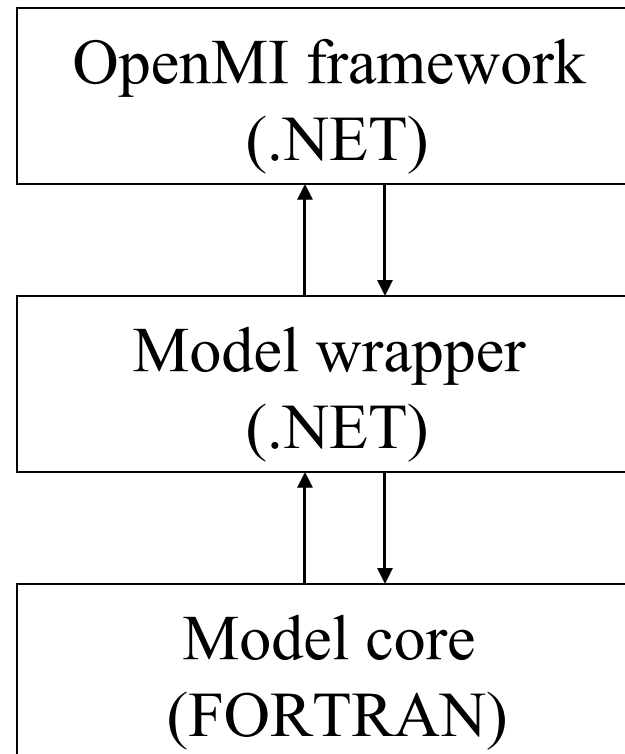 OpenMI framework
(.NET)
Model wrapper
(.NET)
Model core
(FORTRAN)